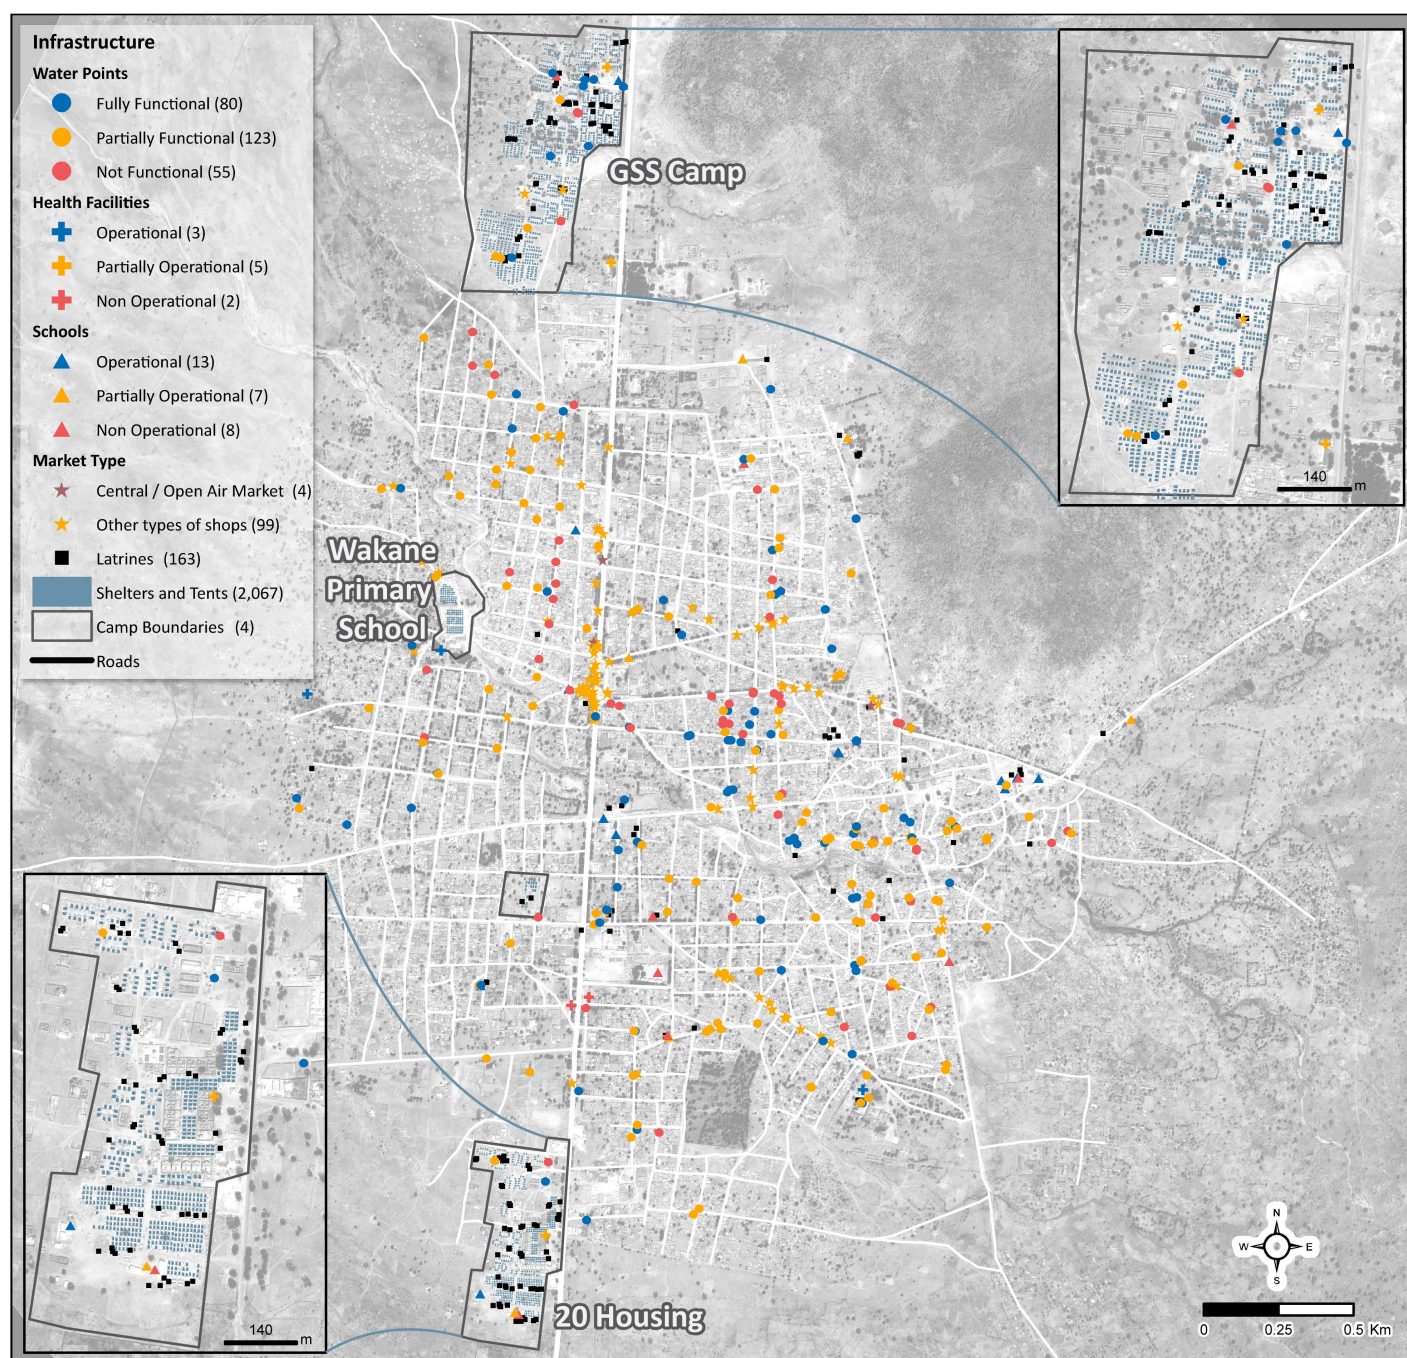 Infrastructure
Water Points
Fully Functional (80)
Partially Functional (123)
Not Functional (55)
Health Facilities
Operational (3)
Partially Operational (5)
Non Operational (2)
Schools
Operational (13)
Partially Operational (7)
Non Operational (8)
Market Type
Central / Open Air Market (4)
Other types of shops (99)
Latrines (163)
Shelters and Tents (2,067)
Camp Boundaries (4)
Roads
GSS Camp
140
m
Wakane
Primary
School
140
m
20 Housing
N
W E
S
0 0.25 0.5 Km